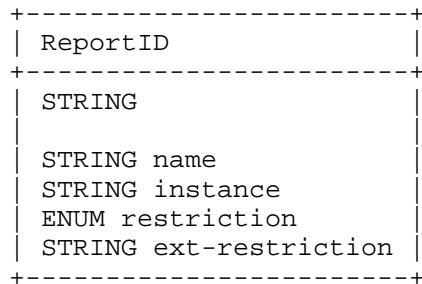 +------------------------+
| ReportID               |
+------------------------+
| STRING                 |
|                        |
| STRING name            |
| STRING instance        |
| ENUM restriction       |
| STRING ext-restriction |
+------------------------+